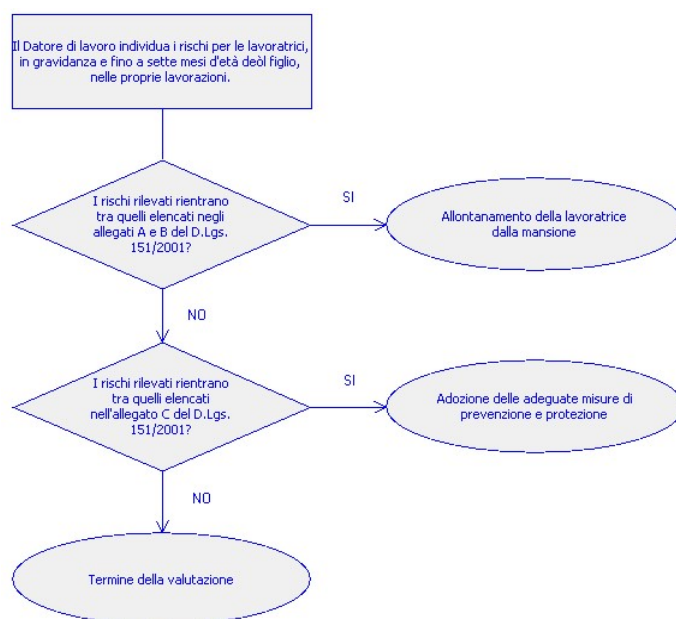 Il Datore di lavoro individua i rischi per le lavoratrici,
in gravidanza e fino a sette mesi d'età deòl figlio,
nelle proprie lavorazioni.
I rischi rilevati rientrano
tra quelli elencati negli
allegati A e B del D.Lgs.
151/2001?
SI
Allontanamento della lavoratrice
dalla mansione
NO
I rischi rilevati rientrano
tra quelli elencati
nell'allegato C del D.Lgs.
151/2001?
SI
Adozione delle adeguate misure di
prevenzione e protezione
NO
Termine della valutazione